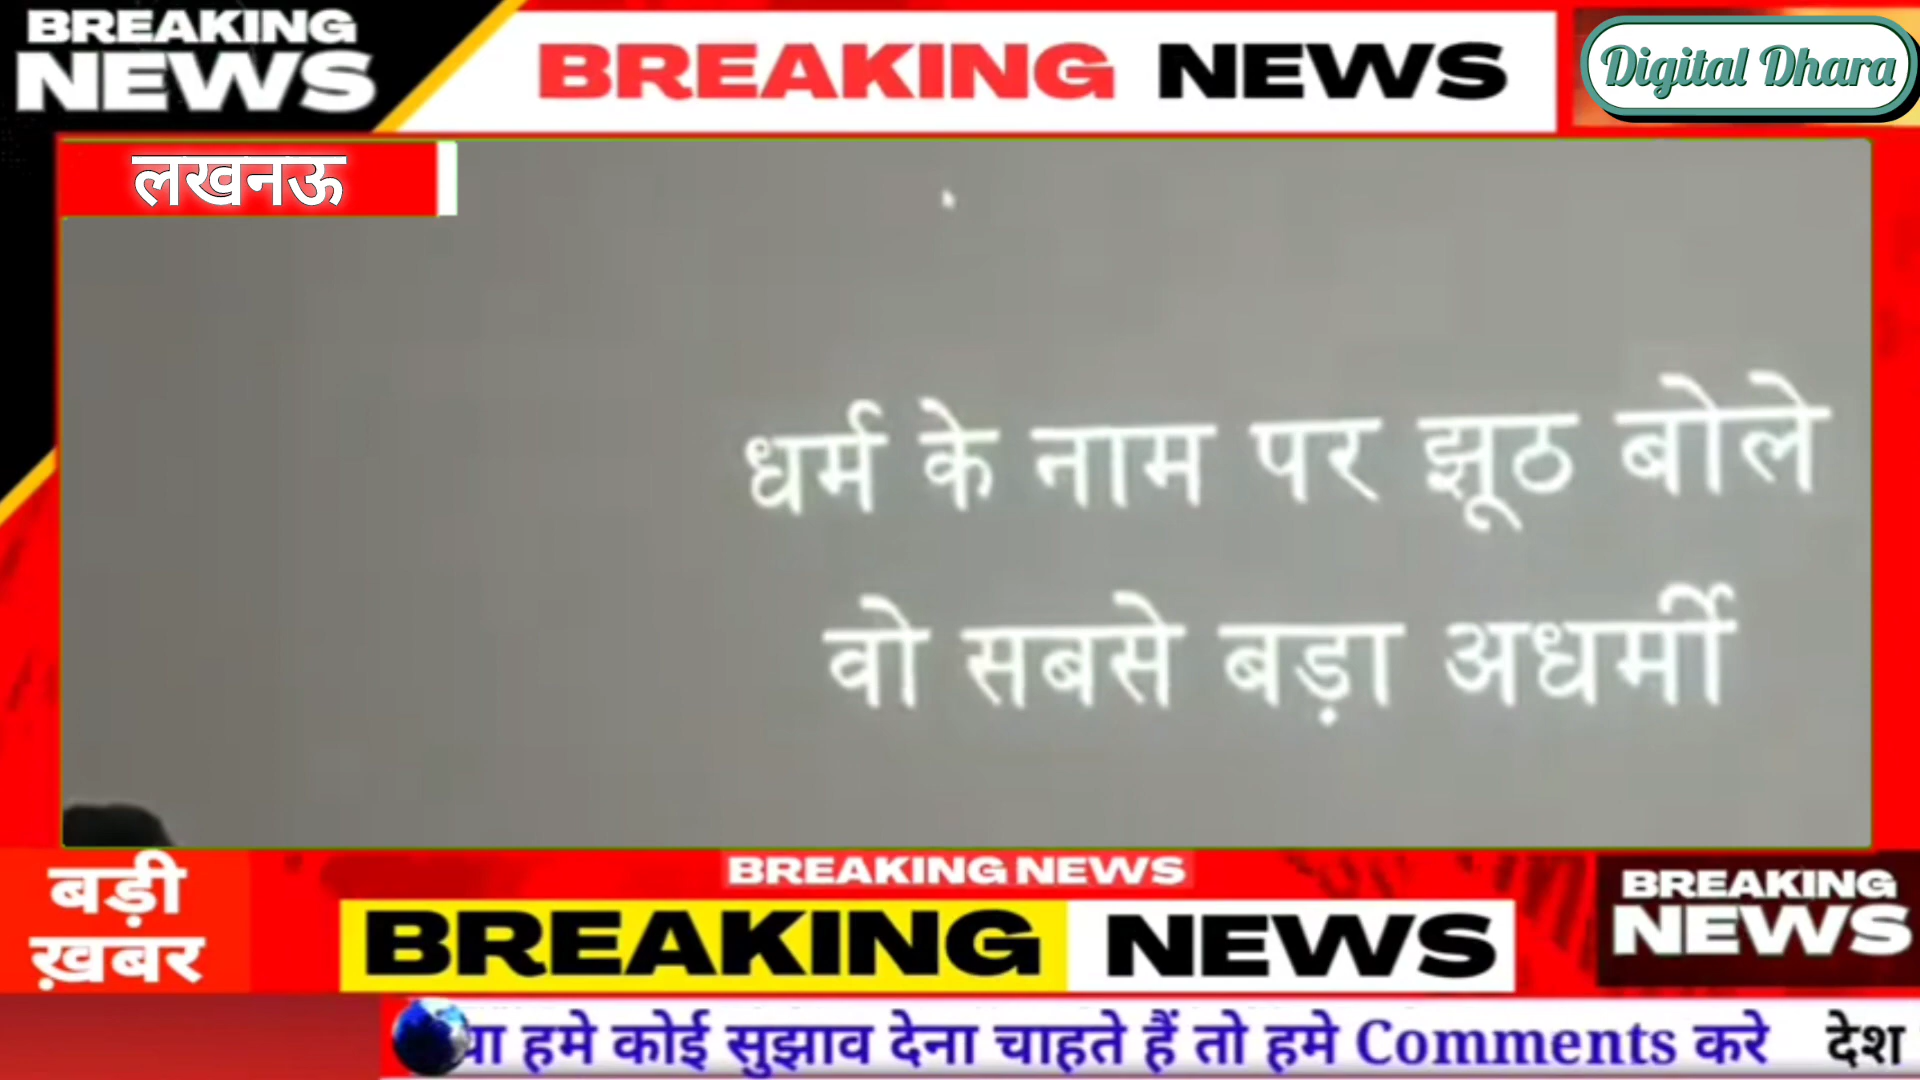 BREAKING
NEWS
BREAKING NEWS
Digital Dhara
लखनऊ
धर्म के नाम पर झूठ बोले
वो सबसे बड़ा अधर्मी
बड़ी
ख़बर
BREAKING NEWS
BREAKING NEWS
BREAKING
NEWS
हमे कोई सुझाव देना चाहते हैं तो हमे Comments करे देश